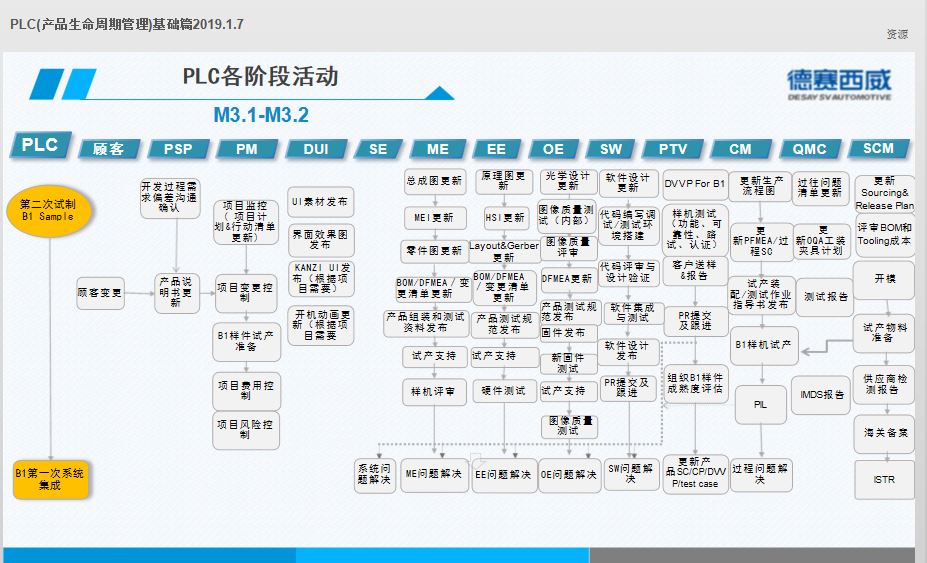 PLC(产品生命周期管理)基础篇2019.1.7
资源
PLC各阶段活动
德赛西威
DESAY SV AUTOMOTIVE
M3.1-M3.2
PLC
顾客
PSP
PM
DUI
SE
ME
EE
OE
SW
PTV
CM
QMC
SCM
第二次试制
B1 Sample
B1第一次系统
集成
顾客变更
开发过程需
求偏差沟通
确认
产品说
明书更
新
项目监控
（项目计
划&行动清单
更新）
项目变更控
制
B1样件试产
准备
项目费用控
制
项目风险控
制
UI素材发布
界面效果图
发布
KANZI UI发
布（根据项
目需要）
开机动画更
新（根据项
目需要）
系统问
题解决
总成图更新
MEI更新
零件图更新
BOM/DFMEA / 变
更清单更新
产品组装和测试
资料发布
试产支持
样机评审
ME问题解决
原理图更
新
HSI更新
Layout&Gerber
更新
BOM/DFMEA
/ 变更清单
更新
产品测试规
范发布
试产支持
硬件测试
EE问题解决
光学设计
更新
图像质量测
试（内部）
图像质量
评审
DFMEA更新
产品测试规
范发布
固件发布
新固件
测试
试产支持
图像质量
测试
OE问题解决
软件设计
更新
代码编写调
试/测试环
境搭建
代码评审与
设计验证
软件集成
与测试
软件设计
发布
PR提交及
跟进
SW问题解
决
DVVP For B1
样机测试
（功能、可
靠性、路
试、认证）
客户送样
&报告
PR提交
及跟进
组织B1样件
成熟度评估
更新产
品SC/CP/DVV
P/test case
更新生产
流程图
更
新PFMEA/过
程SC
试产装
配/测试作业
指导书发布
B1样机试产
PIL
过程问题解
决
过往问题
清单更新
更
新OQA工装
夹具计划
测试报告
IMDS报告
更新
Sourcing&
Release Plan
评审BOM和
Tooling成本
开模
试产物料
准备
供应商检
测报告
海关备案
ISTR